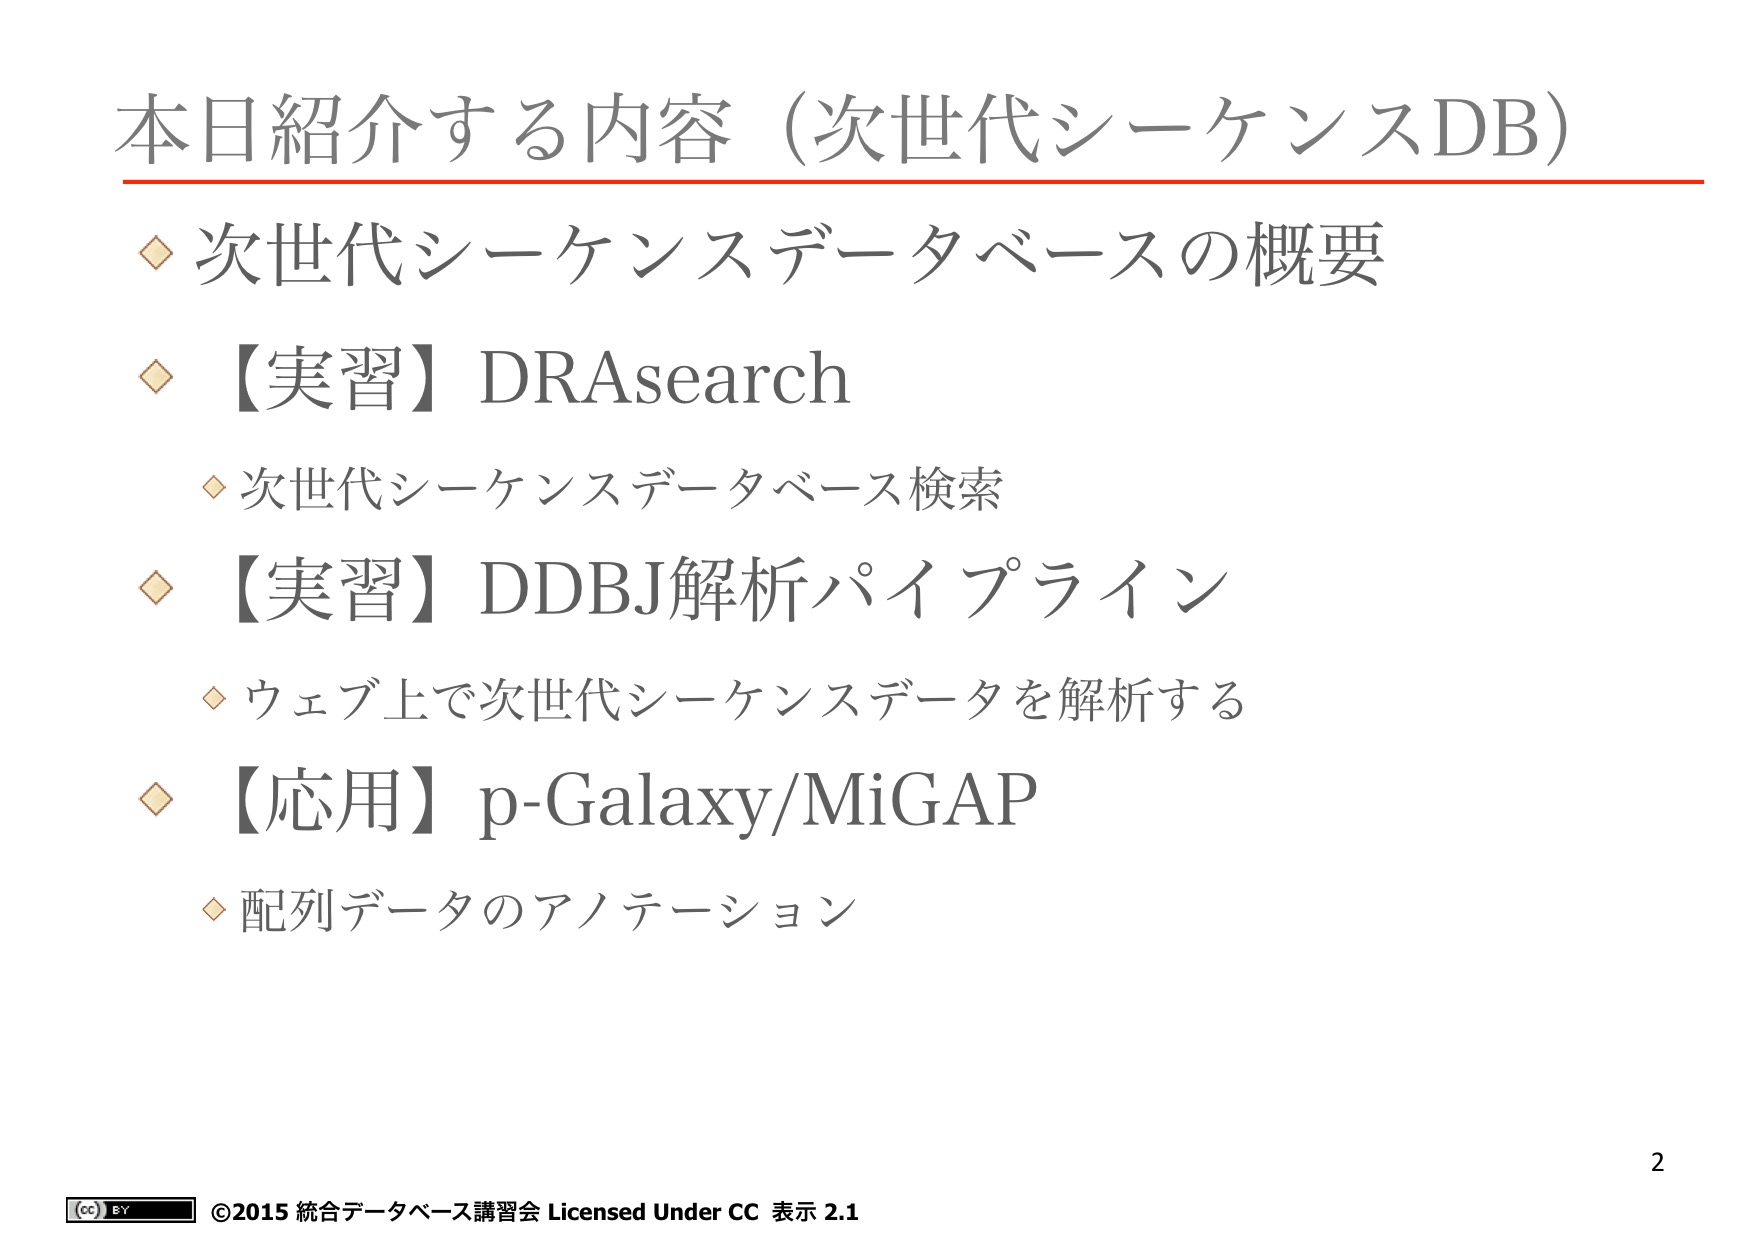 本日紹介する内容（次世代シーケンスDB）
次世代シーケンスデータベースの概要
【実習】DRAsearch
次世代シーケンスデータベース検索
【実習】DDBJ解析パイプライン
ウェブ上で次世代シーケンスデータを解析する
【応用】p-Galaxy/MiGAP
配列データのアノテーション
2
(cc) BY ©2015 統合データベース講習会 Licensed Under CC 表示 2.1